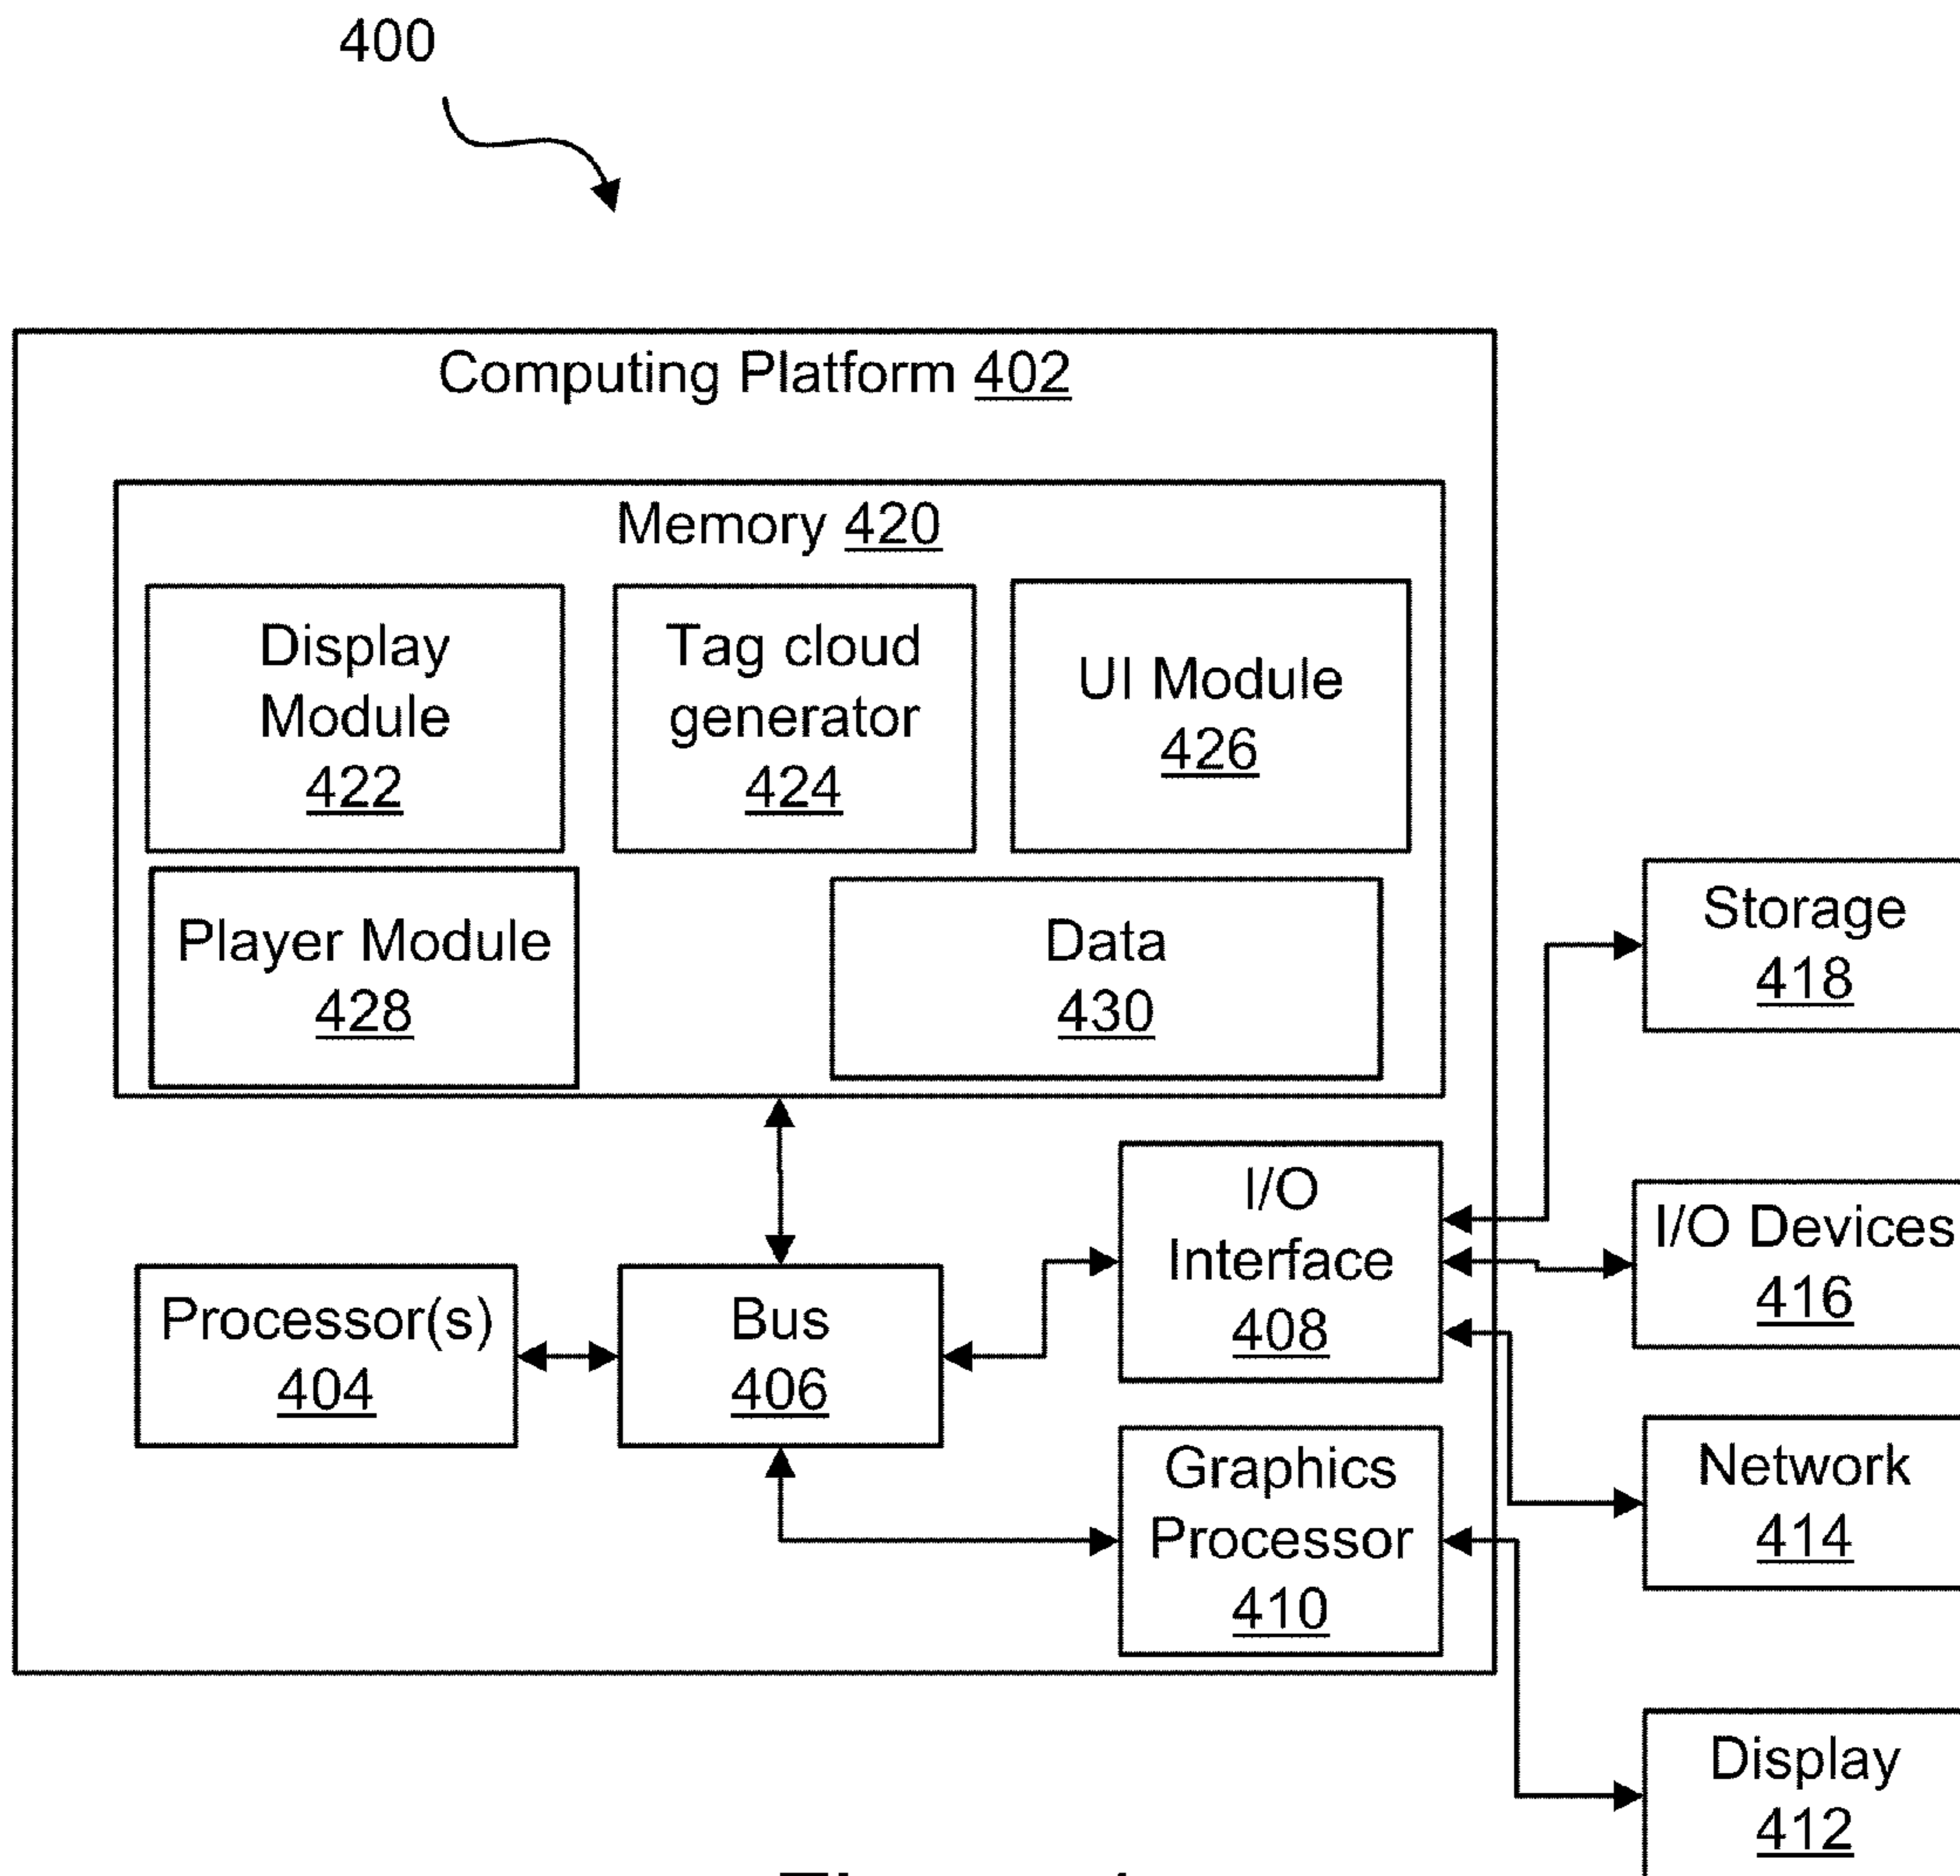 400
Computing Platform 402
Memory 420
Display
Module
422
Tag cloud
generator
424
UI Module
426
Player Module
428
Data
430
Storage
418
I/O
Interface
408
I/O Devices
416
Processor(s)
404
Bus
406
Graphics
Processor
410
Network
414
Display
412